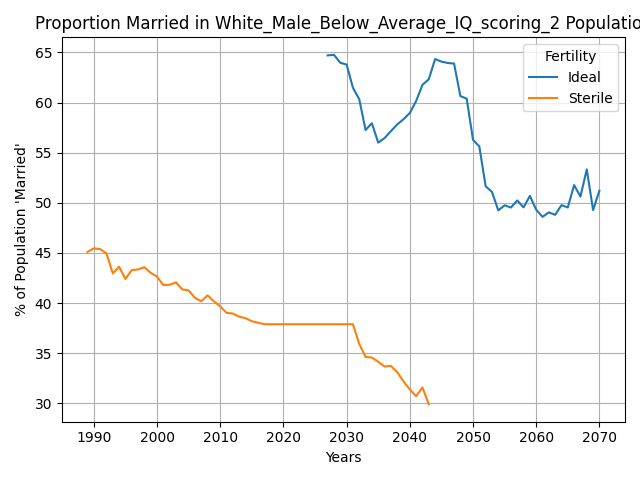 Proportion Married in White_Male_Below_Average_IQ_scoring_2 Populatio
% of Population 'Married'
65
60
55
50
45
40
35
30
Fertility
Ideal
Sterile
1990 2000 2010 2020 2030 2040 2050 2060 2070
Years